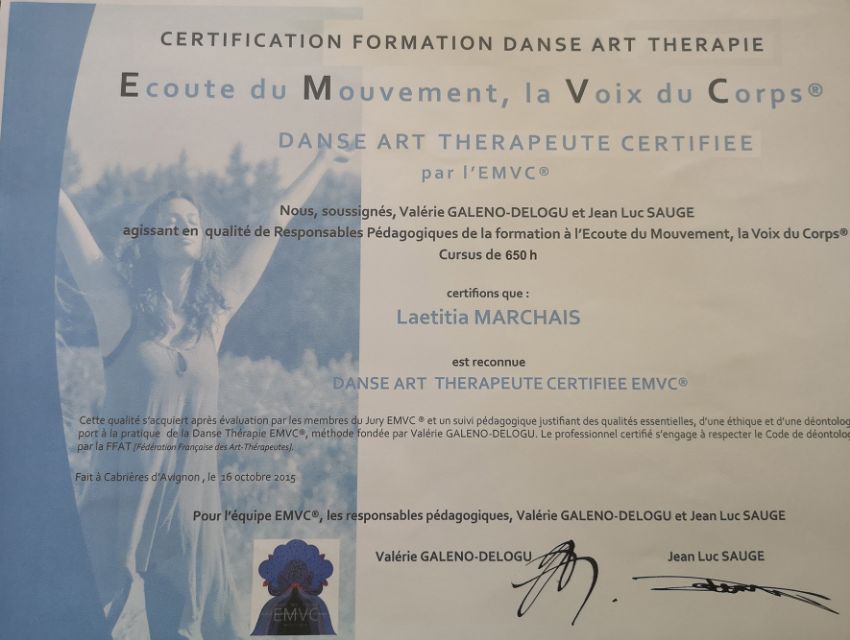 CERTIFICATION FORMATION DANSE ART THERAPIE
Ecoute du Mouvement, la Voix du Corps®
DANSE ART THERAPEUTE CERTIFIEE
par l'EMVC®
Nous, soussignés, Valérie GALENO-DELOGU et Jean Luc SAUGE
agissant en qualité de Responsables Pédagogiques de la formation à l'Ecoute du Mouvement, la Voix du Corps®
Cursus de 650 h
certifions que :
Laetitia MARCHAIS
est reconnue
DANSE ART THERAPEUTE CERTIFIEE EMVC®
Cette qualité s'acquiert après évaluation par les membres du Jury EMVC ® et un suivi pédagogique justifiant des qualités essentielles, d'une éthique et d'une déontolog
port à la pratique de la Danse Thérapie EMVC®, méthode fondée par Valérie GALENO-DELOGU. Le professionnel certifié s'engage à respecter le Code de déontolog
par la FFAT (Fédération Française des Art-Thérapeutes).
Fait à Cabrières d'Avignon , le 16 octobre 2015
Pour l'équipe EMVC®, les responsables pédagogiques, Valérie GALENO-DELOGU et Jean Luc SAUGE
Valérie GALENO-DELOGU Jean Luc SAUGE
EMVC